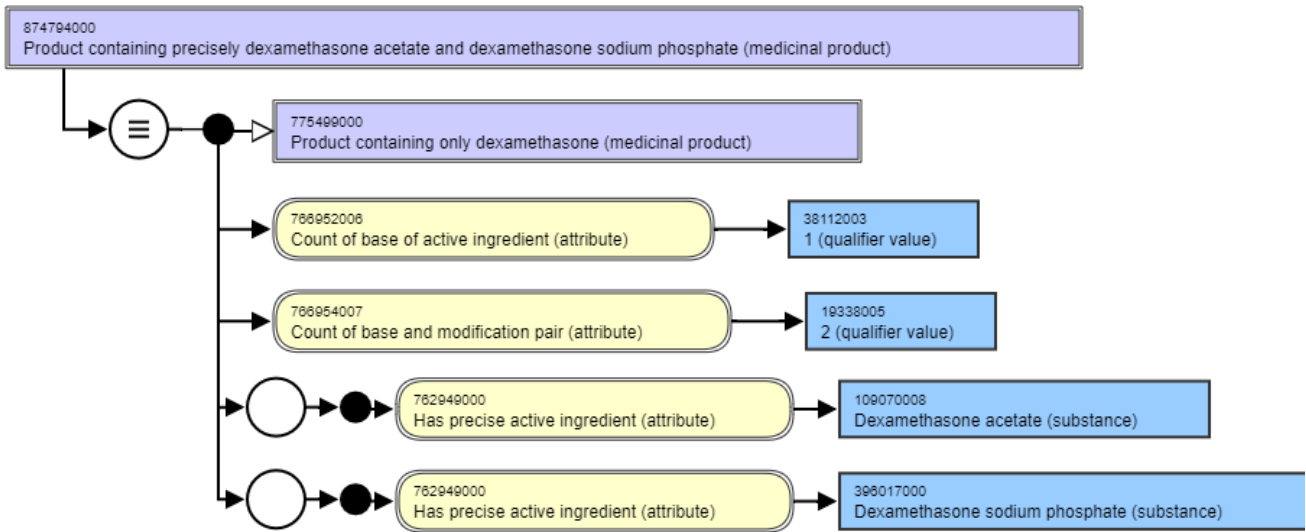 874794000
Product containing precisely dexamethasone acetate and dexamethasone sodium phosphate (medicinal product)
775499000
Product containing only dexamethasone (medicinal product)
766952006
Count of base of active ingredient (attribute)
38112003
1 (qualifier value)
766954007
Count of base and modification pair (attribute)
19338005
2 (qualifier value)
762949000
Has precise active ingredient (attribute)
109070008
Dexamethasone acetate (substance)
762949000
Has precise active ingredient (attribute)
396017000
Dexamethasone sodium phosphate (substance)